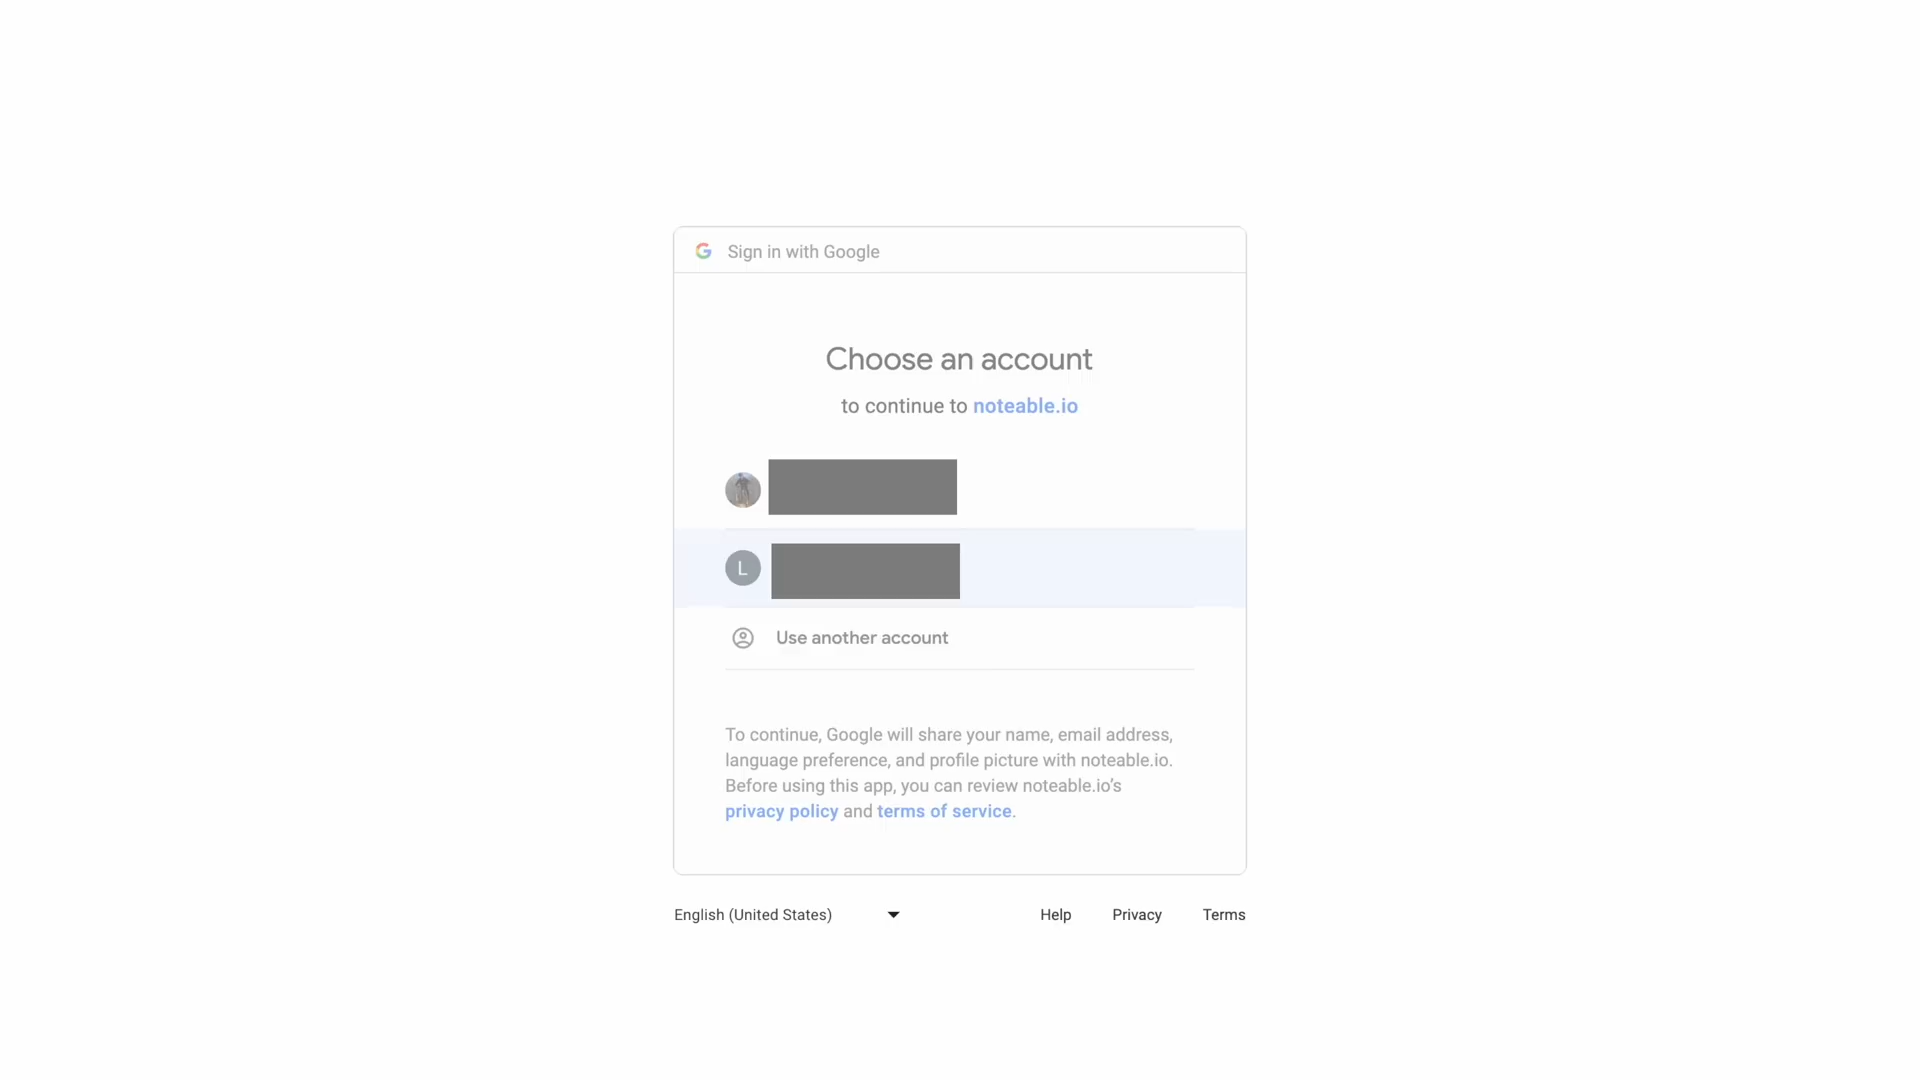 Sign in with Google
Choose an account
to continue to noteable.io
L
Use another account
To continue, Google will share your name, email address,
language preference, and profile picture with noteable.io.
Before using this app, you can review noteable.io’s
privacy policy and terms of service.
English (United States)
Help Privacy Terms